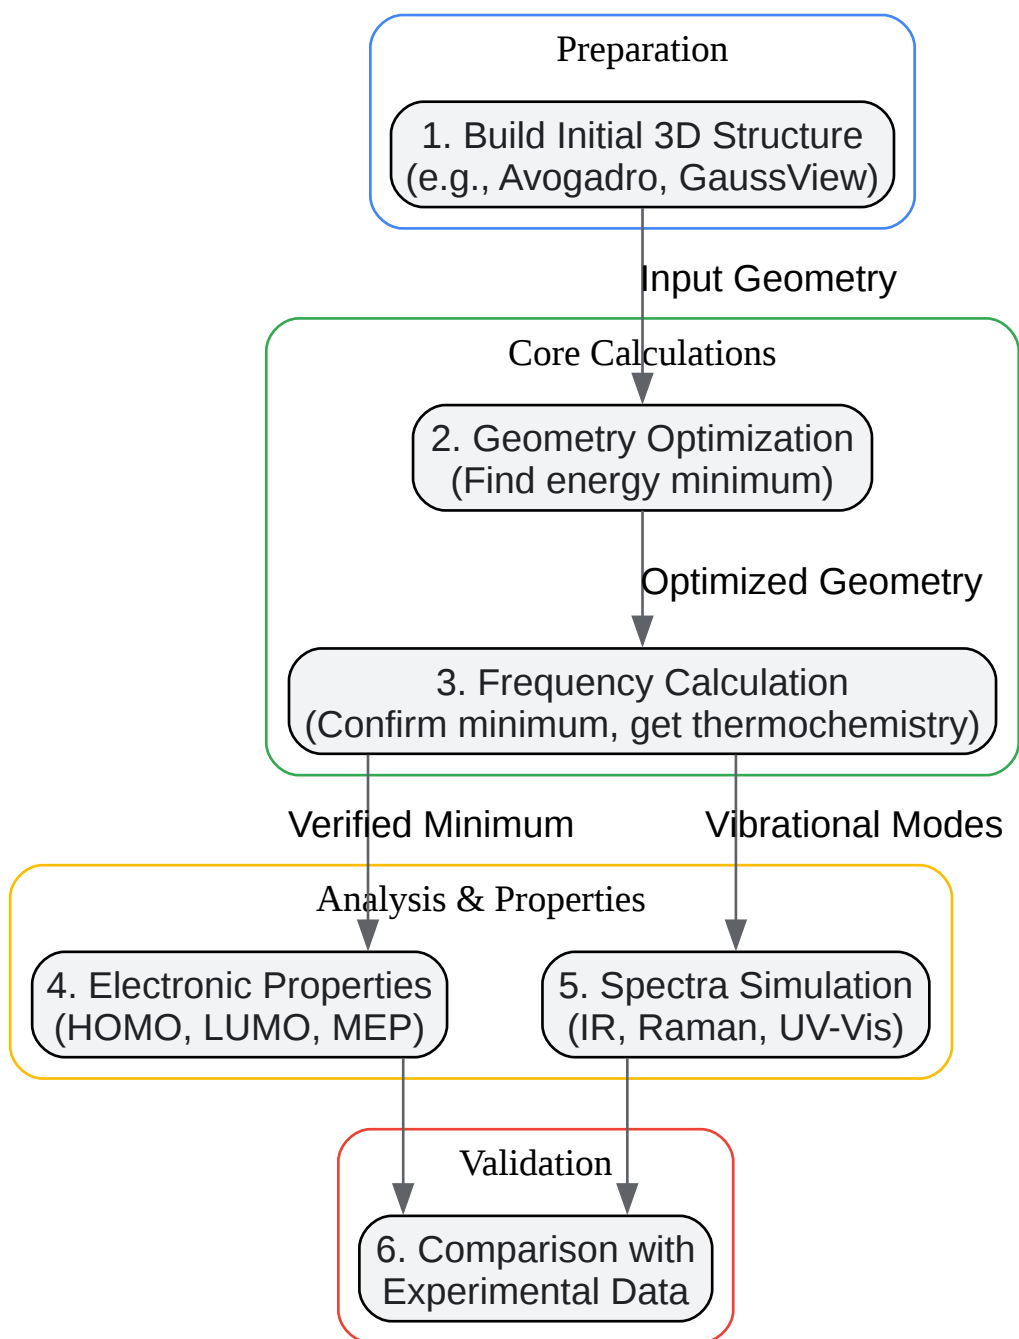 Preparation
1. Build Initial 3D Structure
(e.g., Avogadro, GaussView)
Input Geometry
Core Calculations
2. Geometry Optimization
(Find energy minimum)
Optimized Geometry
3. Frequency Calculation
(Confirm minimum, get thermochemistry)
Verified Minimum
Vibrational Modes
Analysis & Properties
4. Electronic Properties
(HOMO, LUMO, MEP)
5. Spectra Simulation
(IR, Raman, UV-Vis)
Validation
6. Comparison with
Experimental Data